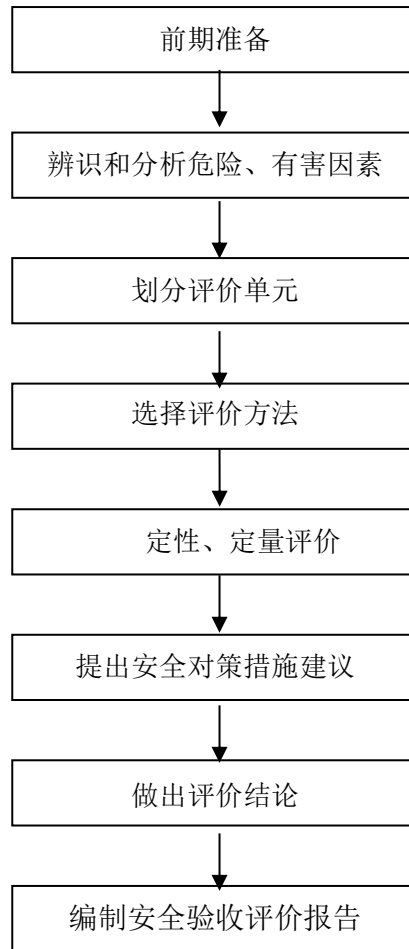 前期准备
辨识和分析危险、有害因素
划分评价单元
选择评价方法
定性、定量评价
提出安全对策措施建议
做出评价结论
编制安全验收评价报告